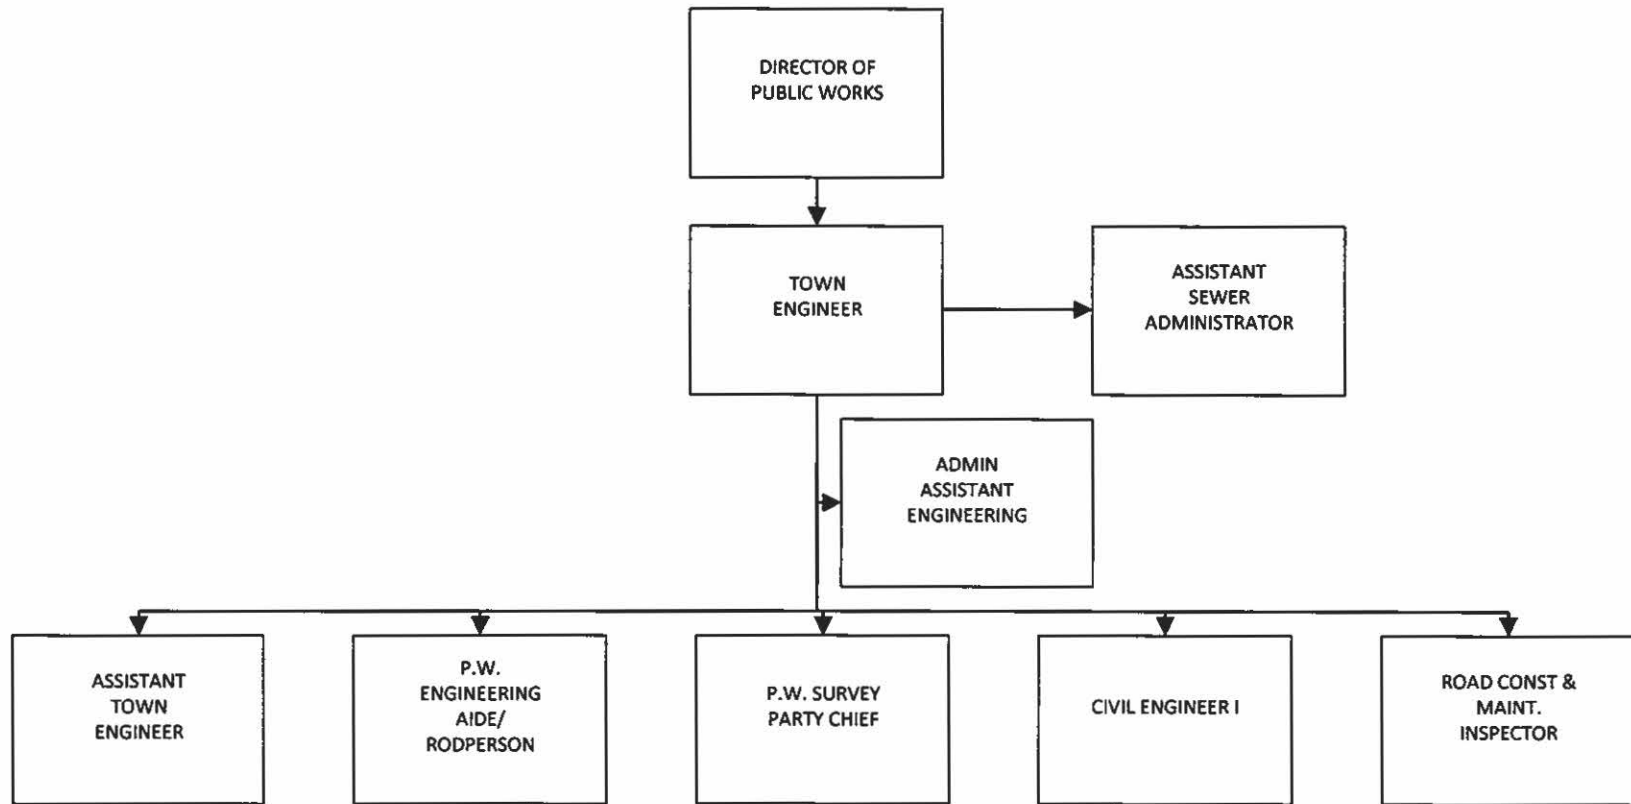 DIRECTOR OF
PUBLIC WORKS
TOWN
ENGINEER
ASSISTANT
SEWER
ADMINISTRATOR
ADMIN
ASSISTANT
ENGINEERING
ASSISTANT
TOWN
ENGINEER
P.W.
ENGINEERING
AIDE/
RODPERSON
P.W. SURVEY
PARTY CHIEF
CIVIL ENGINEER I
ROAD CONST &
MAINT.
INSPECTOR